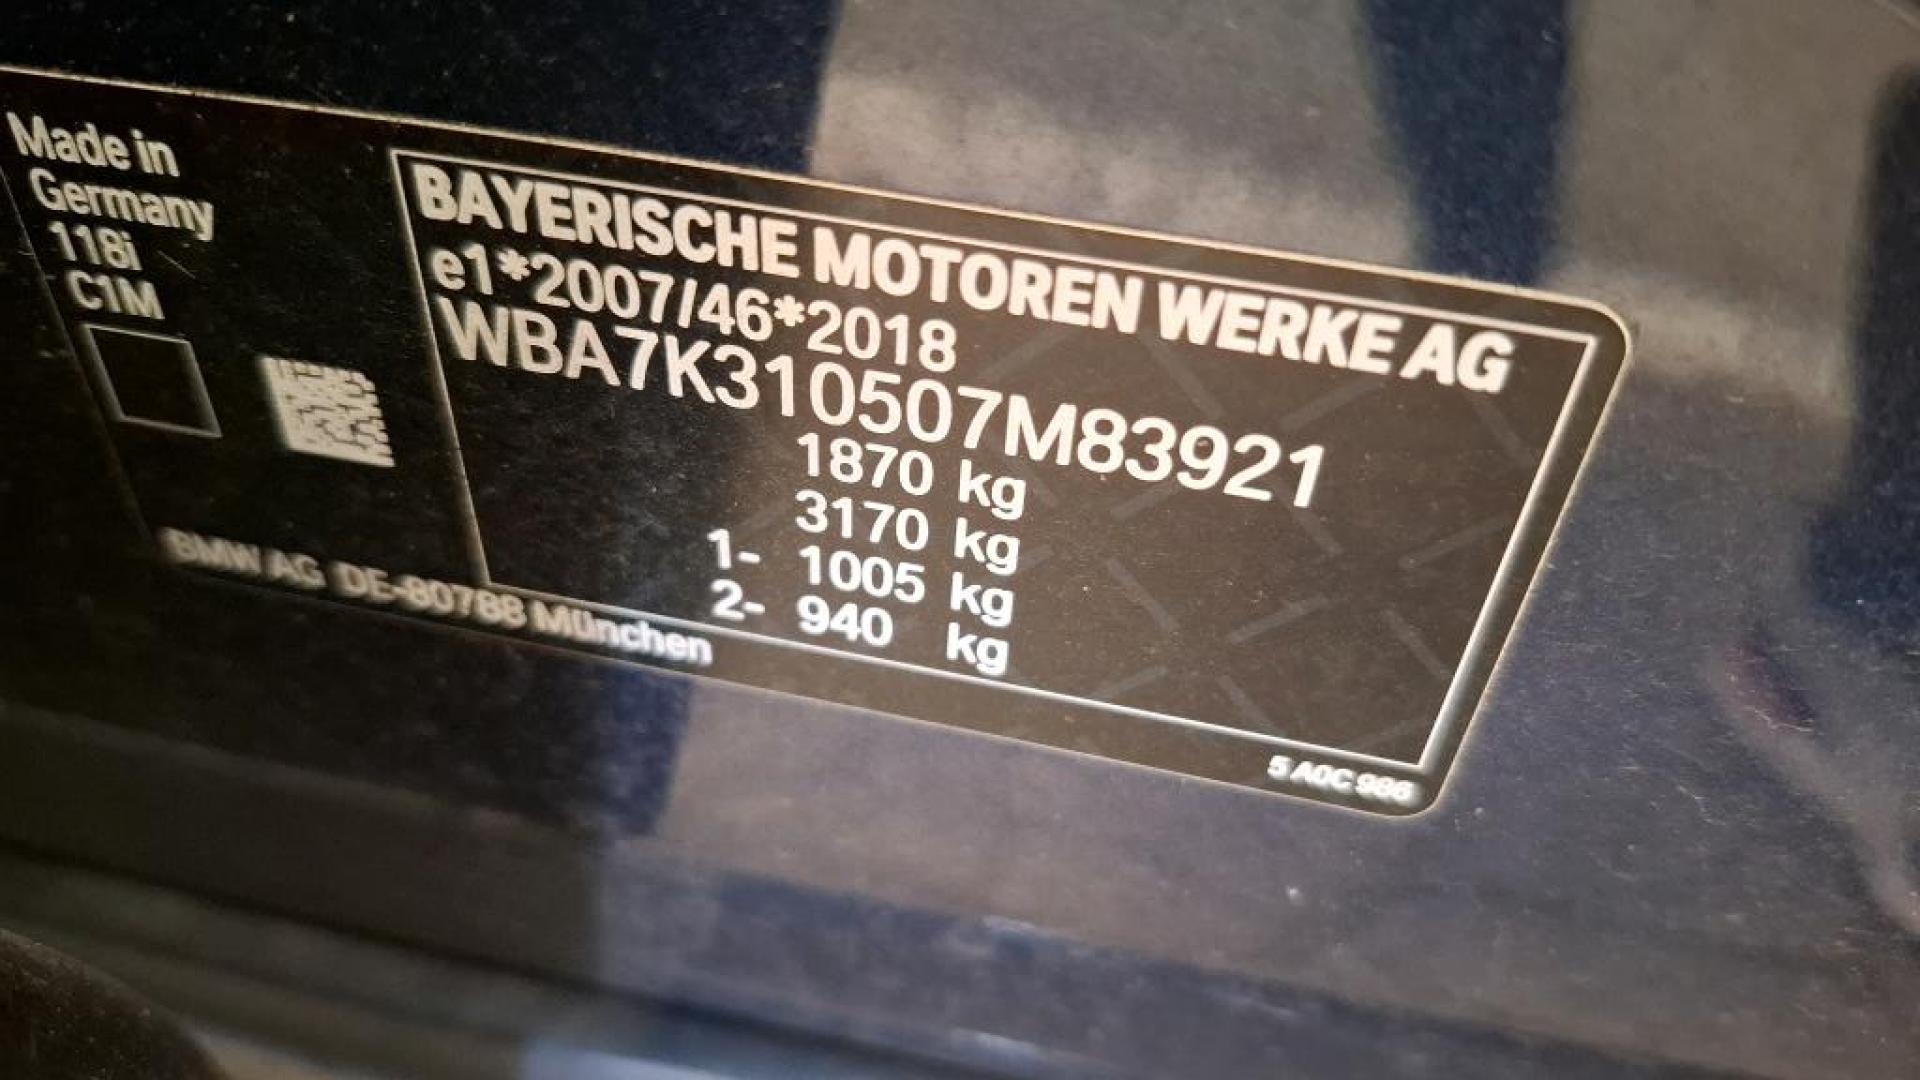 Made in
Germany
118i
C1M
BAYERISCHE MOTOREN WERKE AG
e1*2007/46*2018
WBA7K310507M83921
1870 kg
3170 kg
1- 1005 kg
2- 940 kg
BMW AG DE-80788 München
5 A0C 986